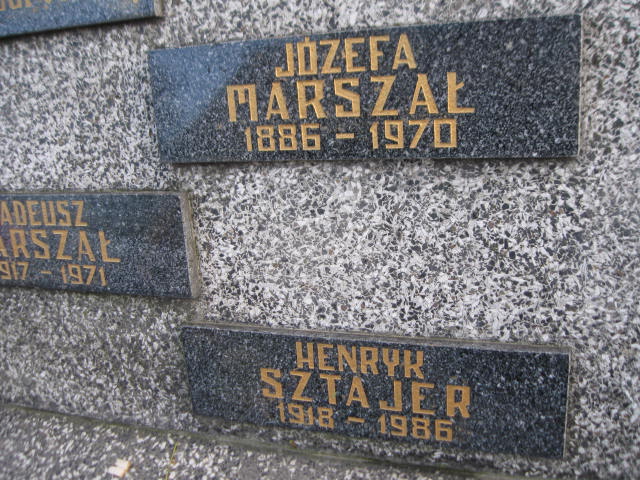 JÓZEFA
MARSZAŁ
1886 - 1970
ADEUSZ
ARSZAŁ
917 - 1971
HENRYK
SZTAJER
1918 - 1986